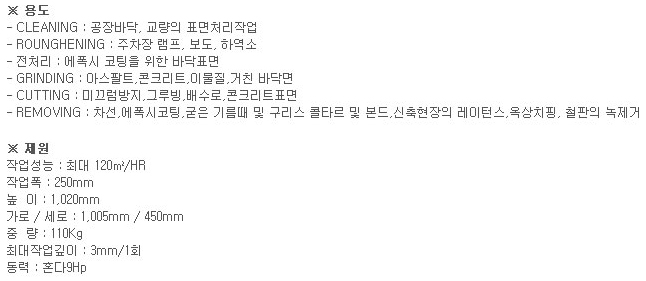 ※ 용도
- CLEANING : 공장바닥, 교량의 표면처리작업
- ROUNGHENING : 주차장 램프, 보도, 하역소
- 전처리 : 에폭시 코팅을 위한 바닥표면
- GRINDING : 아스팔트,콘크리트,이물질,거친 바닥면
- CUTTING : 미끄럼방지,그루빙,배수로,콘크리트표면
- REMOVING : 차선,에폭시코팅,굳은 기름때 및 구리스 콜타르 및 본드,신축현장의 레이턴스,옥상치핑, 철판의 녹제거
※ 제원
작업성능 : 최대 120㎡/HR
작업폭 : 250mm
높 이 : 1,020mm
가로 / 세로 : 1,005mm / 450mm
중 량 : 110Kg
최대작업깊이 : 3mm/1회
동력 : 혼다9Hp